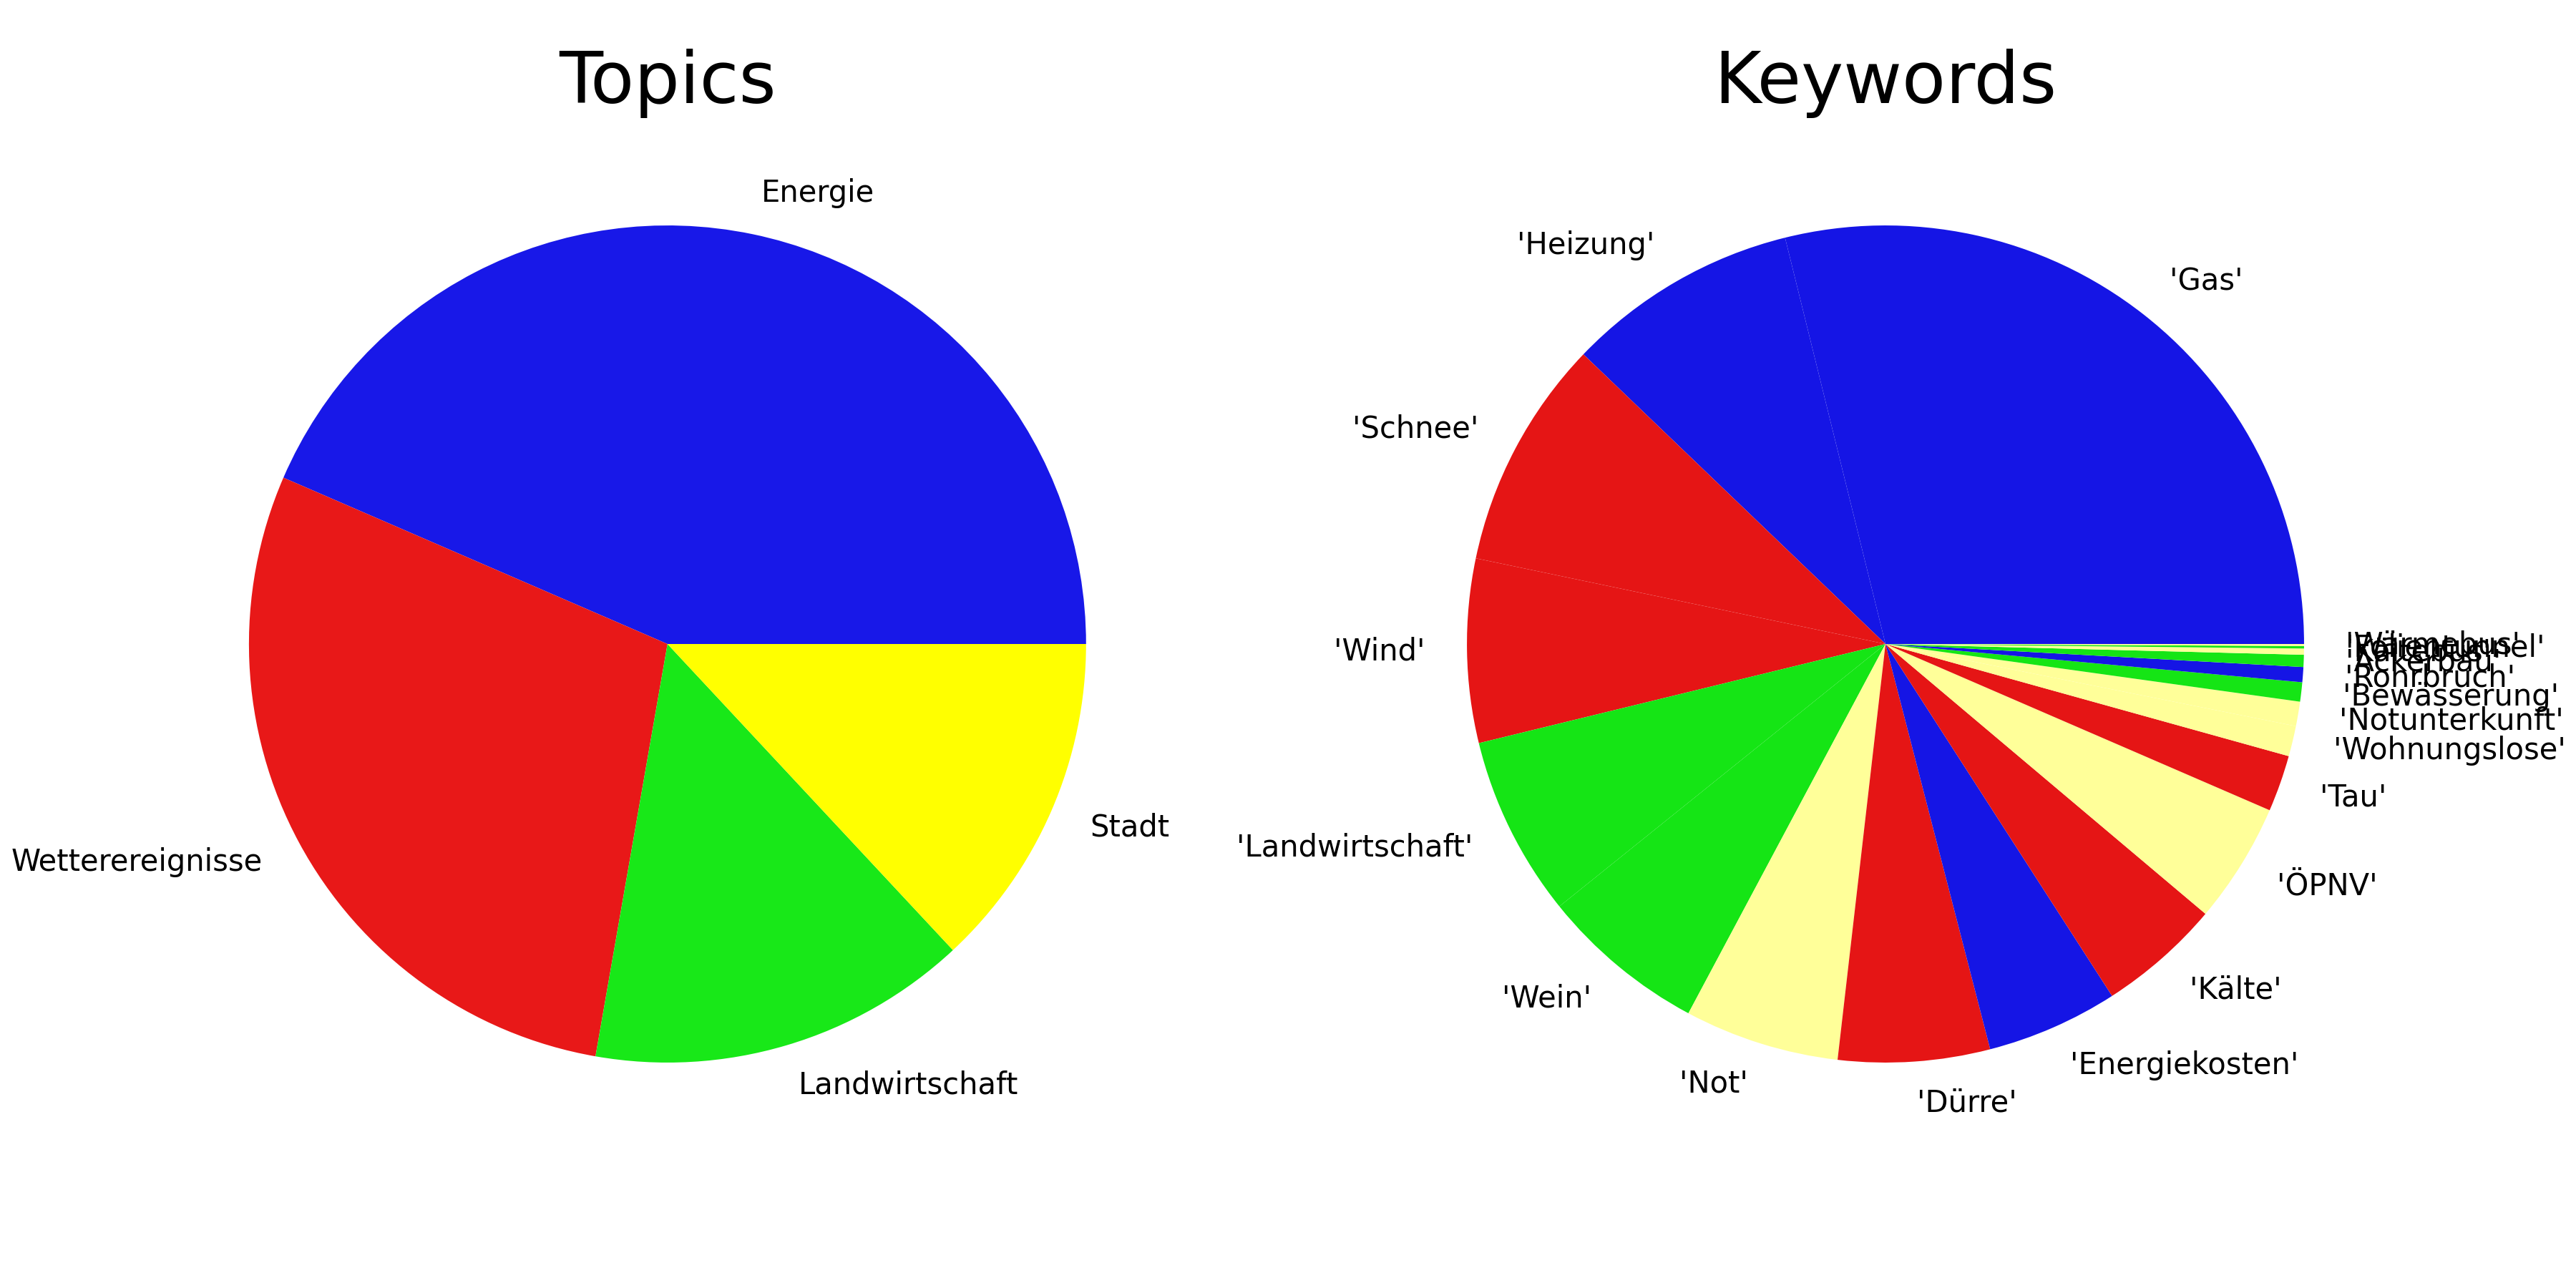 Topics
Energie
Wetterereignisse
Landwirtschaft
Stadt
Keywords
'Gas'
'Heizung'
'Schnee'
'Wind'
'Landwirtschaft'
'Wein'
'Not'
'Dürre'
'Energiekosten'
'Kälte'
'ÖPNV'
'Tau'
'Wohnungslose'
'Notunterkunft'
'Bewässerung'
'Rohrbruch'
'Ackerbau'
'Wärmebus'